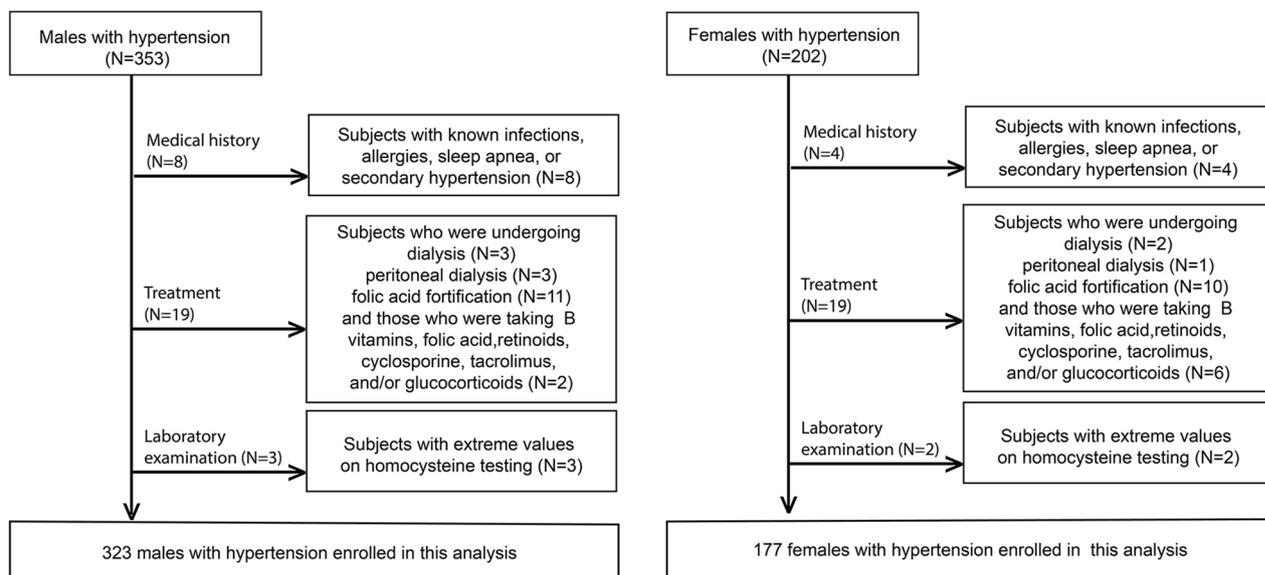 Males with hypertension
(N=353)
Medical history
(N=8)
Subjects with known infections,
allergies, sleep apnea, or
secondary hypertension (N=8)
Treatment
(N=19)
Subjects who were undergoing
dialysis (N=3)
peritoneal dialysis (N=3)
folic acid fortification (N=11)
and those who were taking B
vitamins, folic acid,retinoids,
cyclosporine, tacrolimus,
and/or glucocorticoids (N=2)
Laboratory
examination (N=3)
Subjects with extreme values
on homocysteine testing (N=3)
323 males with hypertension enrolled in this analysis
Females with hypertension
(N=202)
Medical history
(N=4)
Subjects with known infections,
allergies, sleep apnea, or
secondary hypertension (N=4)
Treatment
(N=19)
Subjects who were undergoing
dialysis (N=2)
peritoneal dialysis (N=1)
folic acid fortification (N=10)
and those who were taking B
vitamins, folic acid,retinoids,
cyclosporine, tacrolimus,
and/or glucocorticoids (N=6)
Laboratory
examination (N=2)
Subjects with extreme values
on homocysteine testing (N=2)
177 females with hypertension enrolled in this analysis